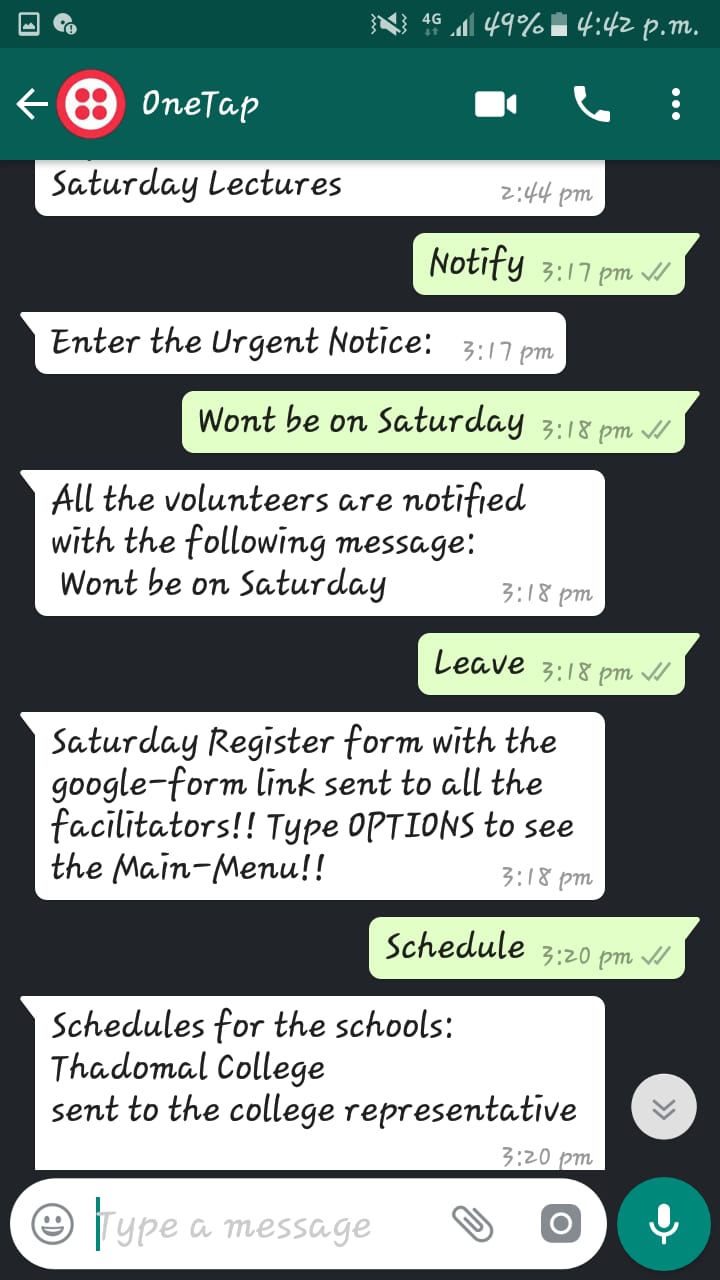 4G 49% 4:42 p.m.
OneTap
Saturday Lectures 2:44 pm
Notify 3:17 pm
Enter the Urgent Notice: 3:17 pm
Wont be on Saturday 3:18 pm
All the volunteers are notified
with the following message:
Wont be on Saturday 3:18 pm
Leave 3:18 pm
Saturday Register form with the
google-form link sent to all the
facilitators!! Type OPTIONS to see
the Main-Menu!! 3:18 pm
Schedule 3:20 pm
Schedules for the schools:
Thadomal College
sent to the college representative
3:20 pm
Type a message